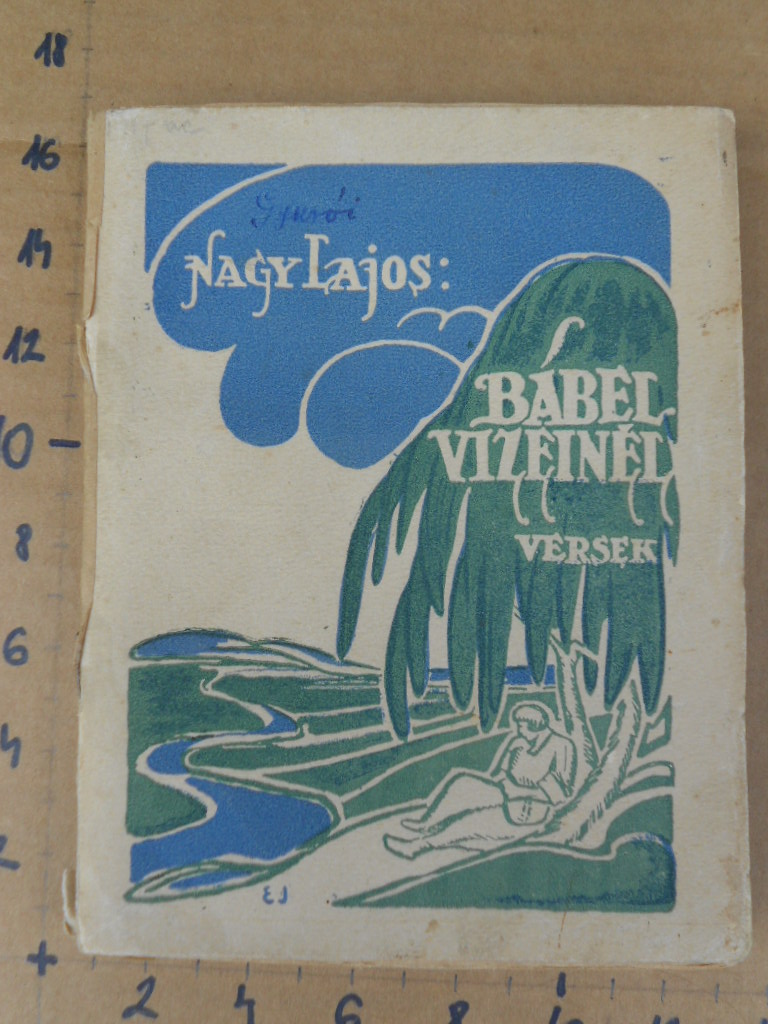 18
16
14
12
10
8
6
4
2
Gyurói
NAGY LAJOS:
BÁBEL
VIZEINÉL
VERSEK
2
4
6
8
10